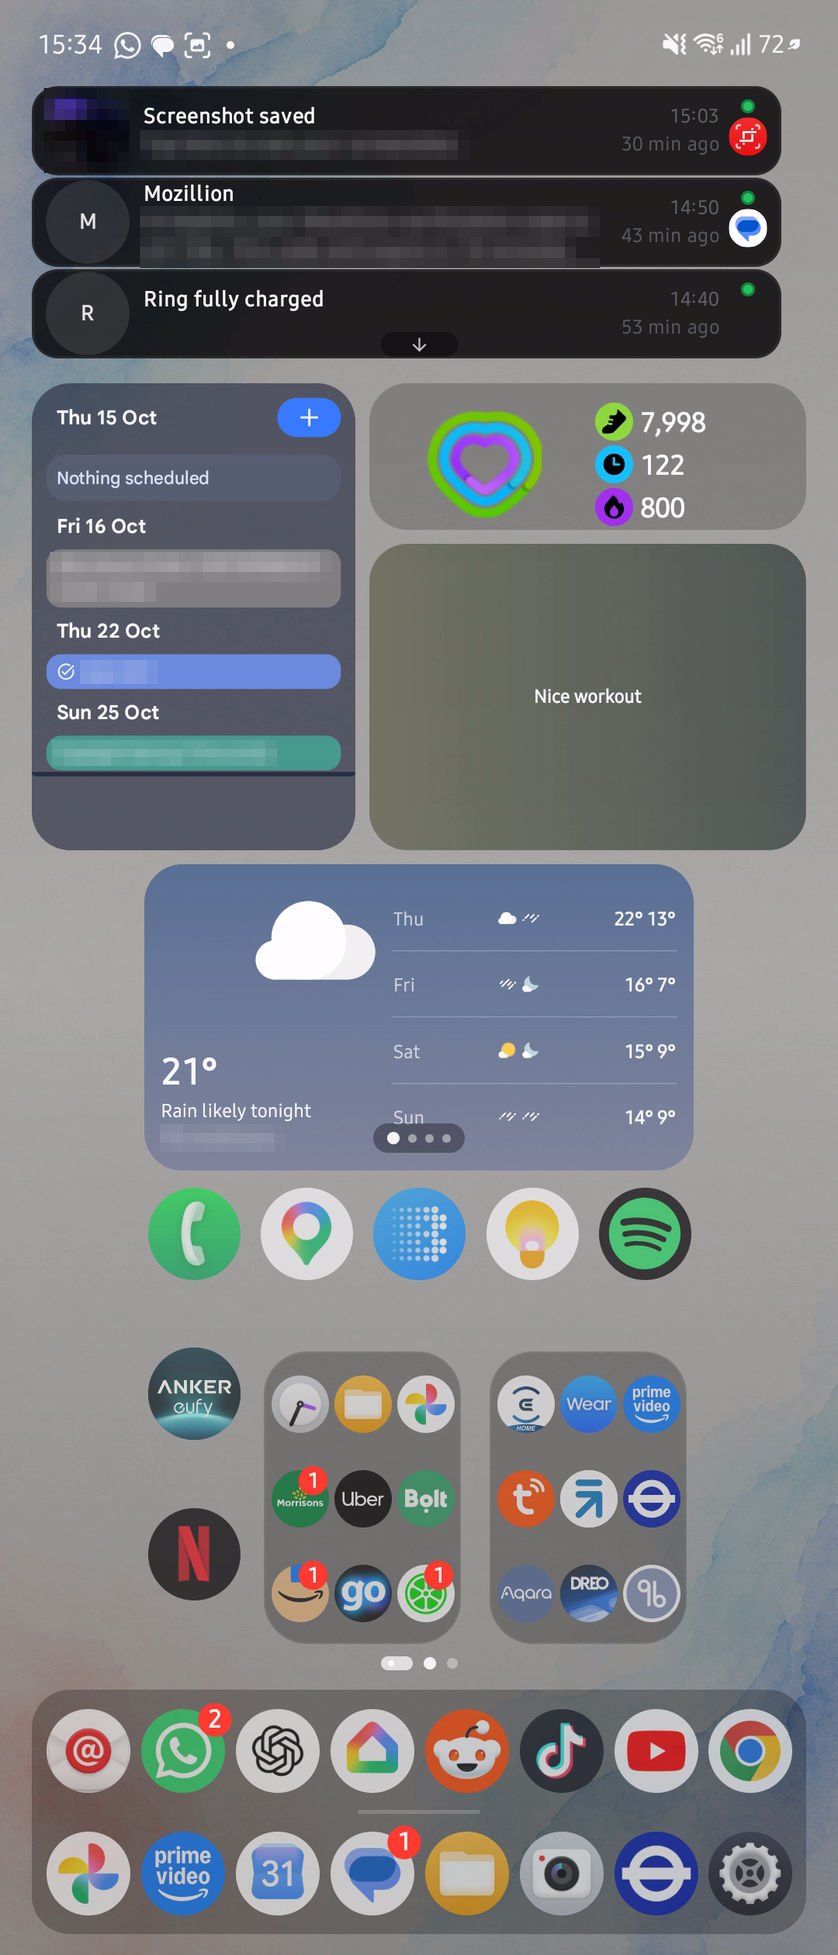 15:34
6
72
Screenshot saved
15:03
30 min ago
M
Mozillion
14:50
43 min ago
R
Ring fully charged
14:40
53 min ago
Thu 15 Oct
+
Nothing scheduled
Fri 16 Oct
Thu 22 Oct
Sun 25 Oct
7,998
122
800
Nice workout
21°
Rain likely tonight
Thu 22° 13°
Fri 16° 7°
Sat 15° 9°
Sun 14° 9°
ANKER
eufy
HOME
Wear
prime
video
1
Morrisons
Uber
Bolt
N
1
go
1
Aqara
DREO
@
2
prime
video
31
1